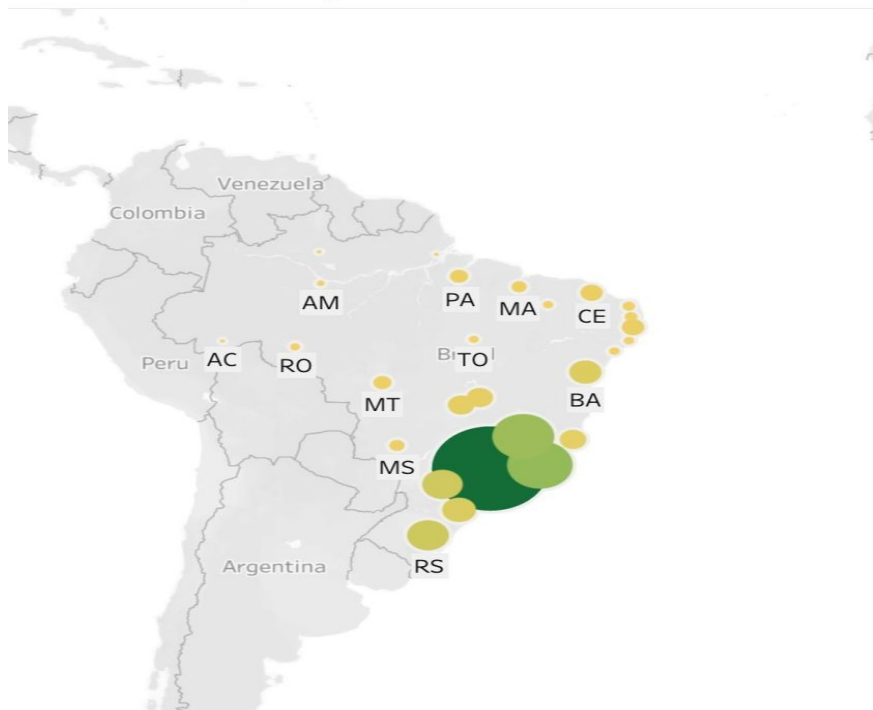 Venezuela
Colombia
AM
PA
MA
CE
AC
RO
Peru
TO
MT
BA
MS
RS
Argentina